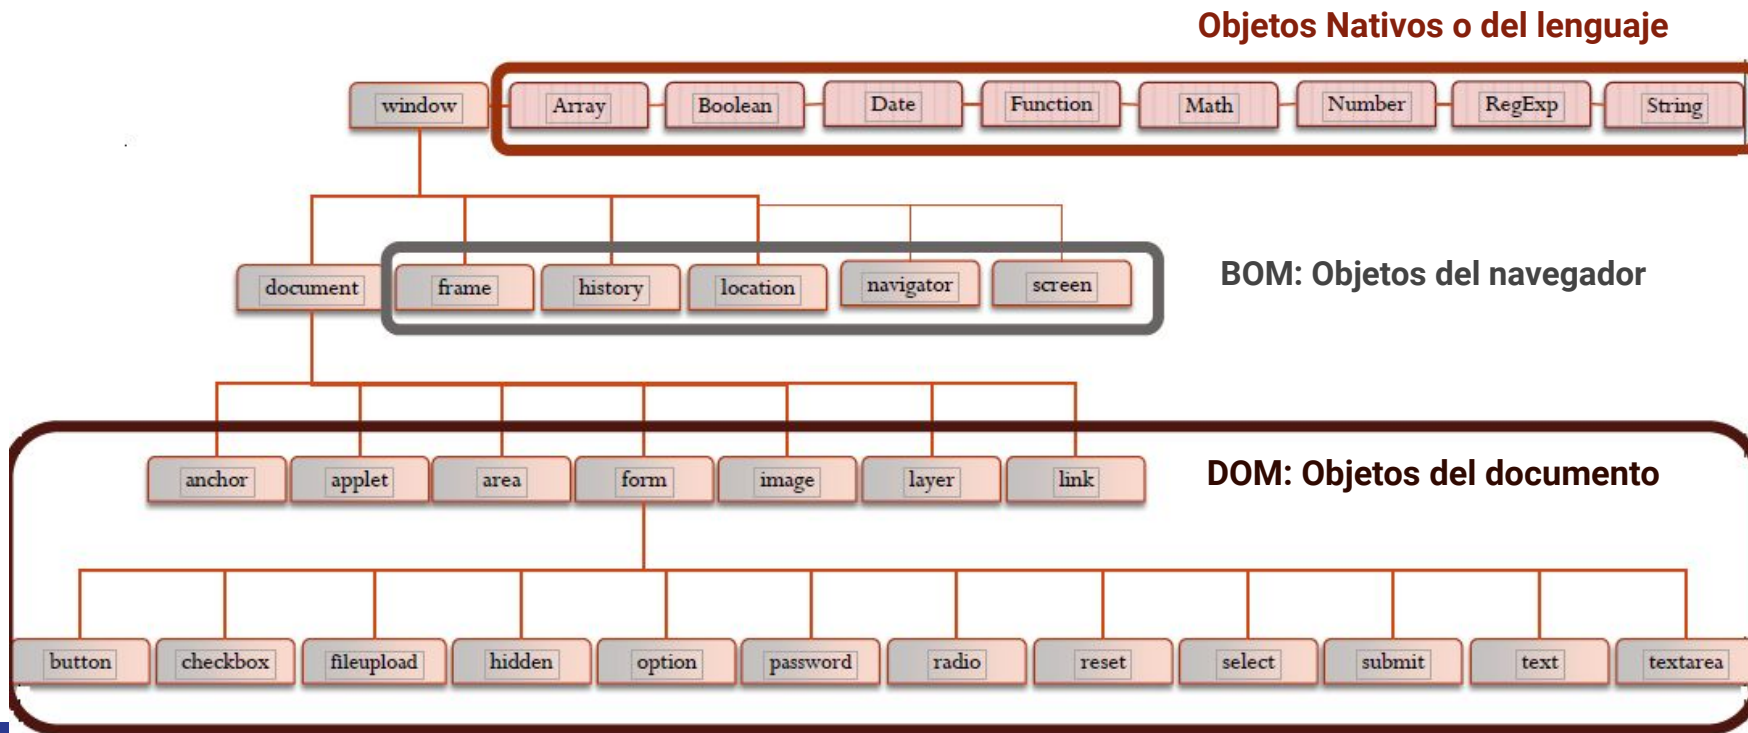 Objetos Nativos o del lenguaje
window Array Boolean Date Function Math Number RegExp String
document frame history location navigator screen
BOM: Objetos del navegador
anchor applet area form image layer link
DOM: Objetos del documento
button checkbox fileupload hidden option password radio reset select submit text textarea